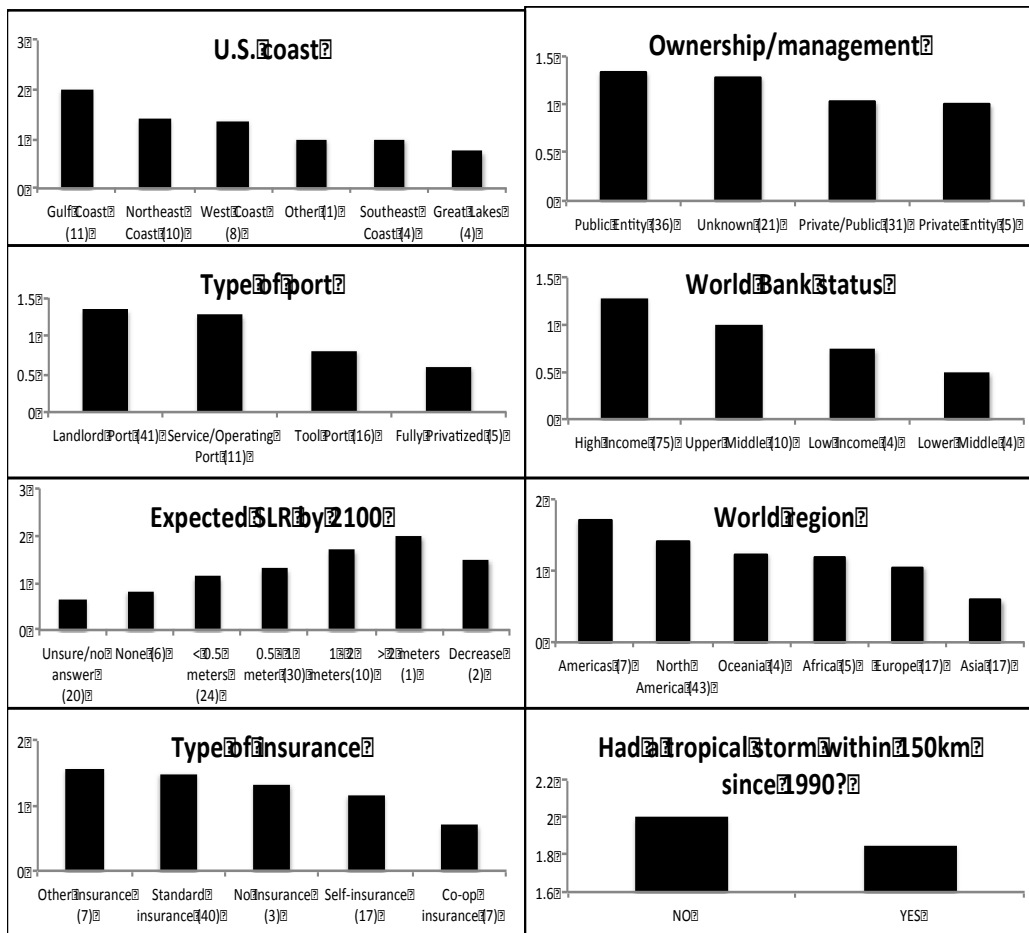 U.S. coast
3
2
1
0
Gulf Coast
(11)
Northeast
Coast (10)
West Coast
(8)
Other (1)
Southeast
Coast (4)
Great Lakes
(4)
Ownership/management
1.5
1
0.5
0
Public Entity (36)
Unknown (21)
Private/Public (31)
Private Entity (5)
Type of port
1.5
1
0.5
0
Landlord Port (41)
Service/Operating
Port (11)
Tool Port (16)
Fully Privatized (5)
World Bank status
1.5
1
0.5
0
High Income (75)
Upper Middle (10)
Low Income (4)
Lower Middle (4)
Expected SLR by 2100
3
2
1
0
Unsure/no
answer
(20)
None (6)
< 0.5
meters
(24)
0.5 - 1
meter (30)
1 - 2
meters (10)
> 2 meters
(1)
Decrease
(2)
World region
2
1
0
Americas (7)
North
America (43)
Oceania (4)
Africa (5)
Europe (17)
Asia (17)
Type of insurance
2
1
0
Other insurance
(7)
Standard
insurance (40)
No Insurance
(3)
Self-insurance
(17)
Co-op
insurance (7)
Had a tropical storm within 150km
since 1990?
2.2
2
1.8
1.6
NO
YES